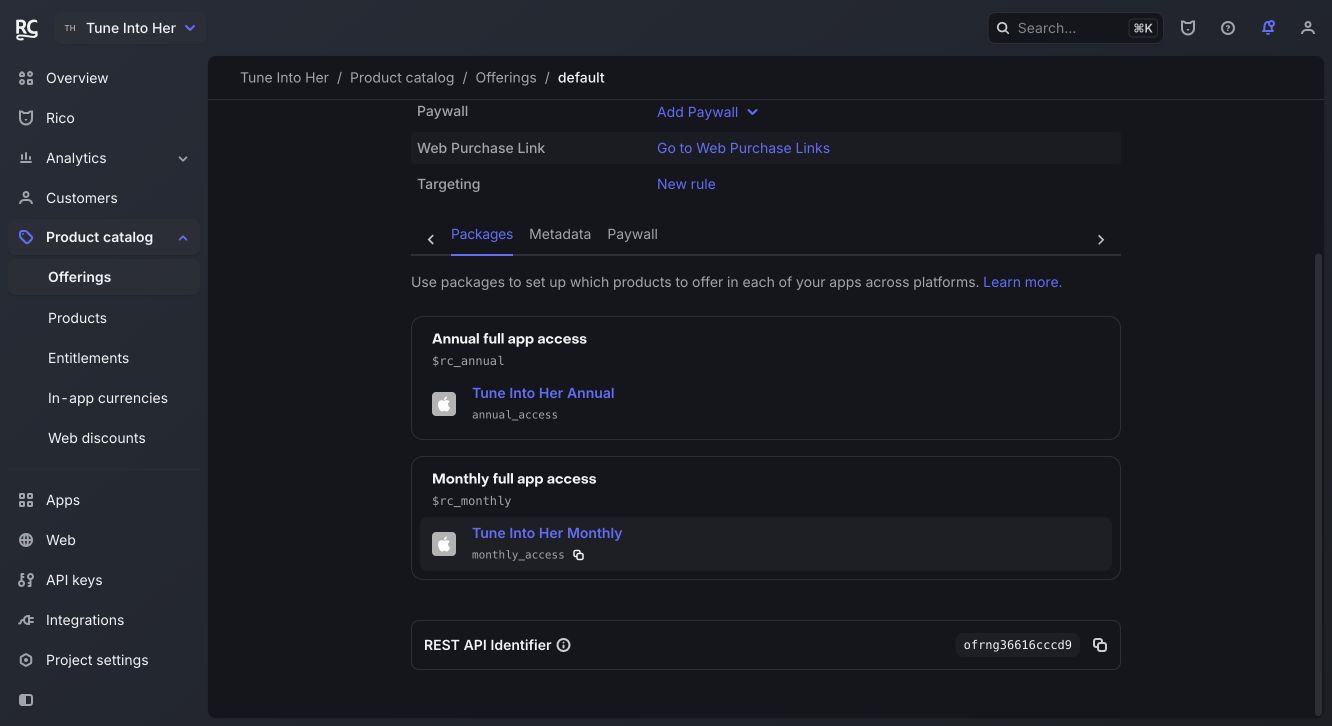 RC
TH Tune Into Her
Search... ⌘K
Overview
Rico
Analytics
Customers
Product catalog
Offerings
Products
Entitlements
In-app currencies
Web discounts
Apps
Web
API keys
Integrations
Project settings
Tune Into Her / Product catalog / Offerings / default
Paywall Add Paywall
Web Purchase Link Go to Web Purchase Links
Targeting New rule
Packages Metadata Paywall
Use packages to set up which products to offer in each of your apps across platforms. Learn more.
Annual full app access
$rc_annual
Tune Into Her Annual
annual_access
Monthly full app access
$rc_monthly
Tune Into Her Monthly
monthly_access
REST API Identifier ofrng36616cccd9